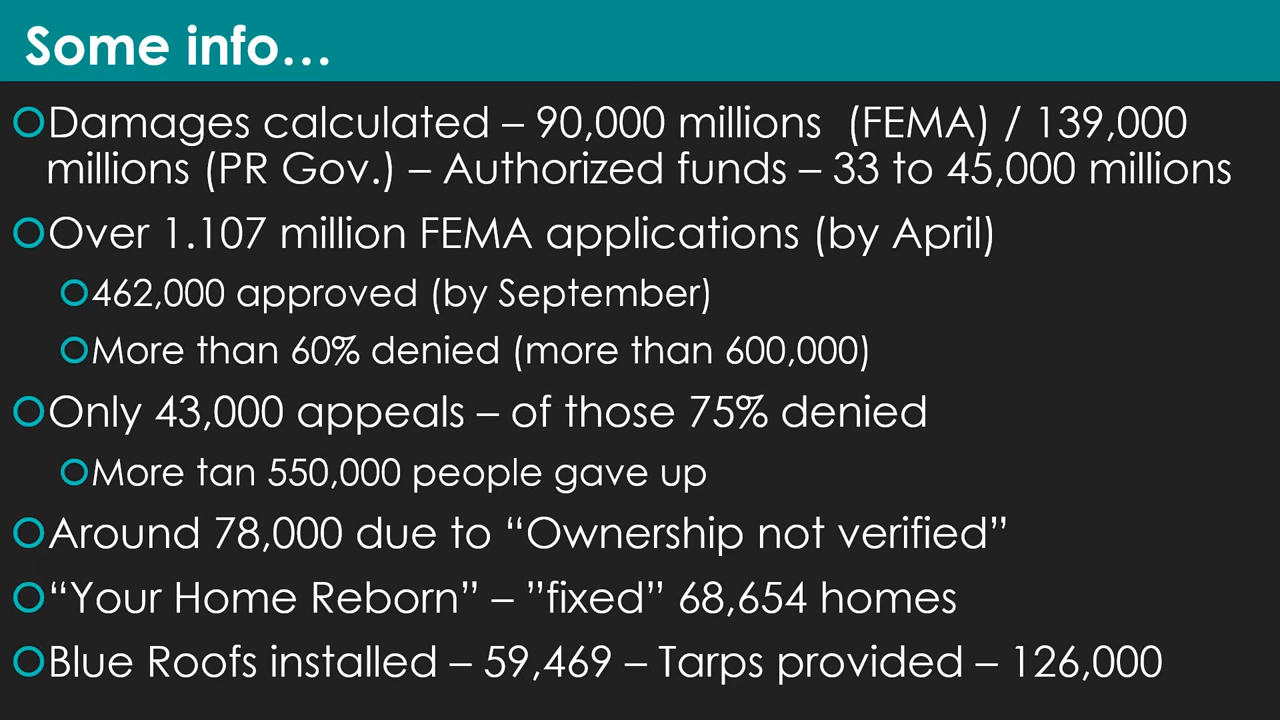 Some info…
Damages calculated – 90,000 millions  (FEMA) / 139,000
millions (PR Gov.) – Authorized funds – 33 to 45,000 millions
Over 1.107 million FEMA applications (by April)
462,000 approved (by September)
More than 60% denied (more than 600,000)
Only 43,000 appeals – of those 75% denied
More tan 550,000 people gave up
Around 78,000 due to “Ownership not verified”
“Your Home Reborn” – ”fixed” 68,654 homes
Blue Roofs installed – 59,469 – Tarps provided – 126,000